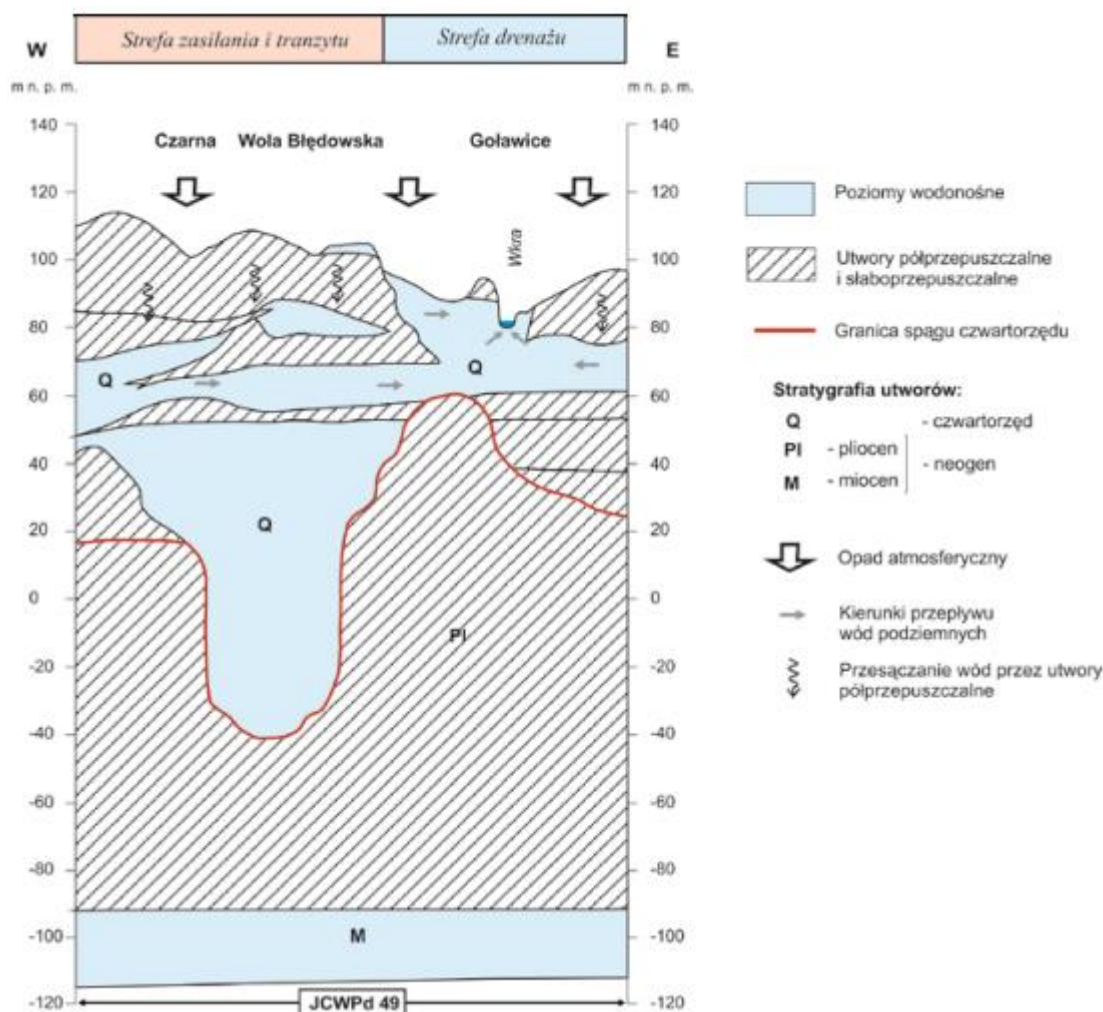 Strefa zasilania i tranzytu
Strefa drenażu
W
E
m n. p. m.
m n. p. m.
140
120
100
80
60
40
20
0
-20
-40
-60
-80
-100
-120
Czarna
Wola Błędowska
Goławice
Wkra
Q
Q
Q
Pl
M
JCWPd 49
140
120
100
80
60
40
20
0
-20
-40
-60
-80
-100
-120
Poziomy wodonośne
Utwory półprzepuszczalne
i słaboprzepuszczalne
Granica spągu czwartorzędu
Stratygrafia utworów:
Q - czwartorzęd
Pl - pliocen
- neogen
M - miocen
Opad atmosferyczny
Kierunki przepływu
wód podziemnych
Przesączanie wód przez utwory
półprzepuszczalne